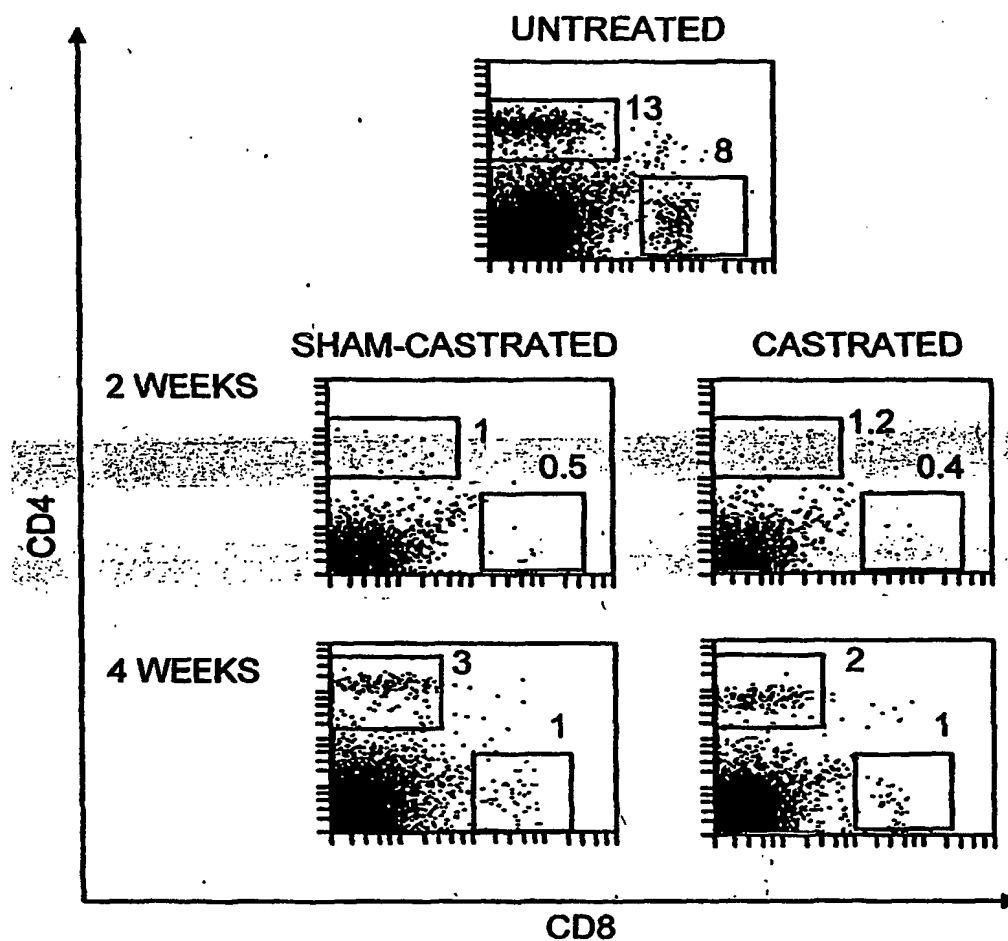 UNTREATED
13
8
SHAM-CASTRATED CASTRATED
2 WEEKS
1
0.5
1.2
0.4
4 WEEKS
3
1
2
1
CD4
CD8